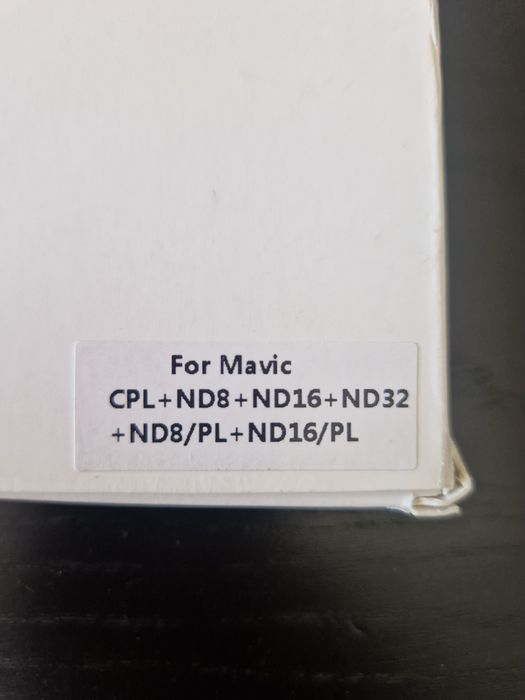 For Mavic
CPL+ND8+ND16+ND32
+ND8/PL+ND16/PL